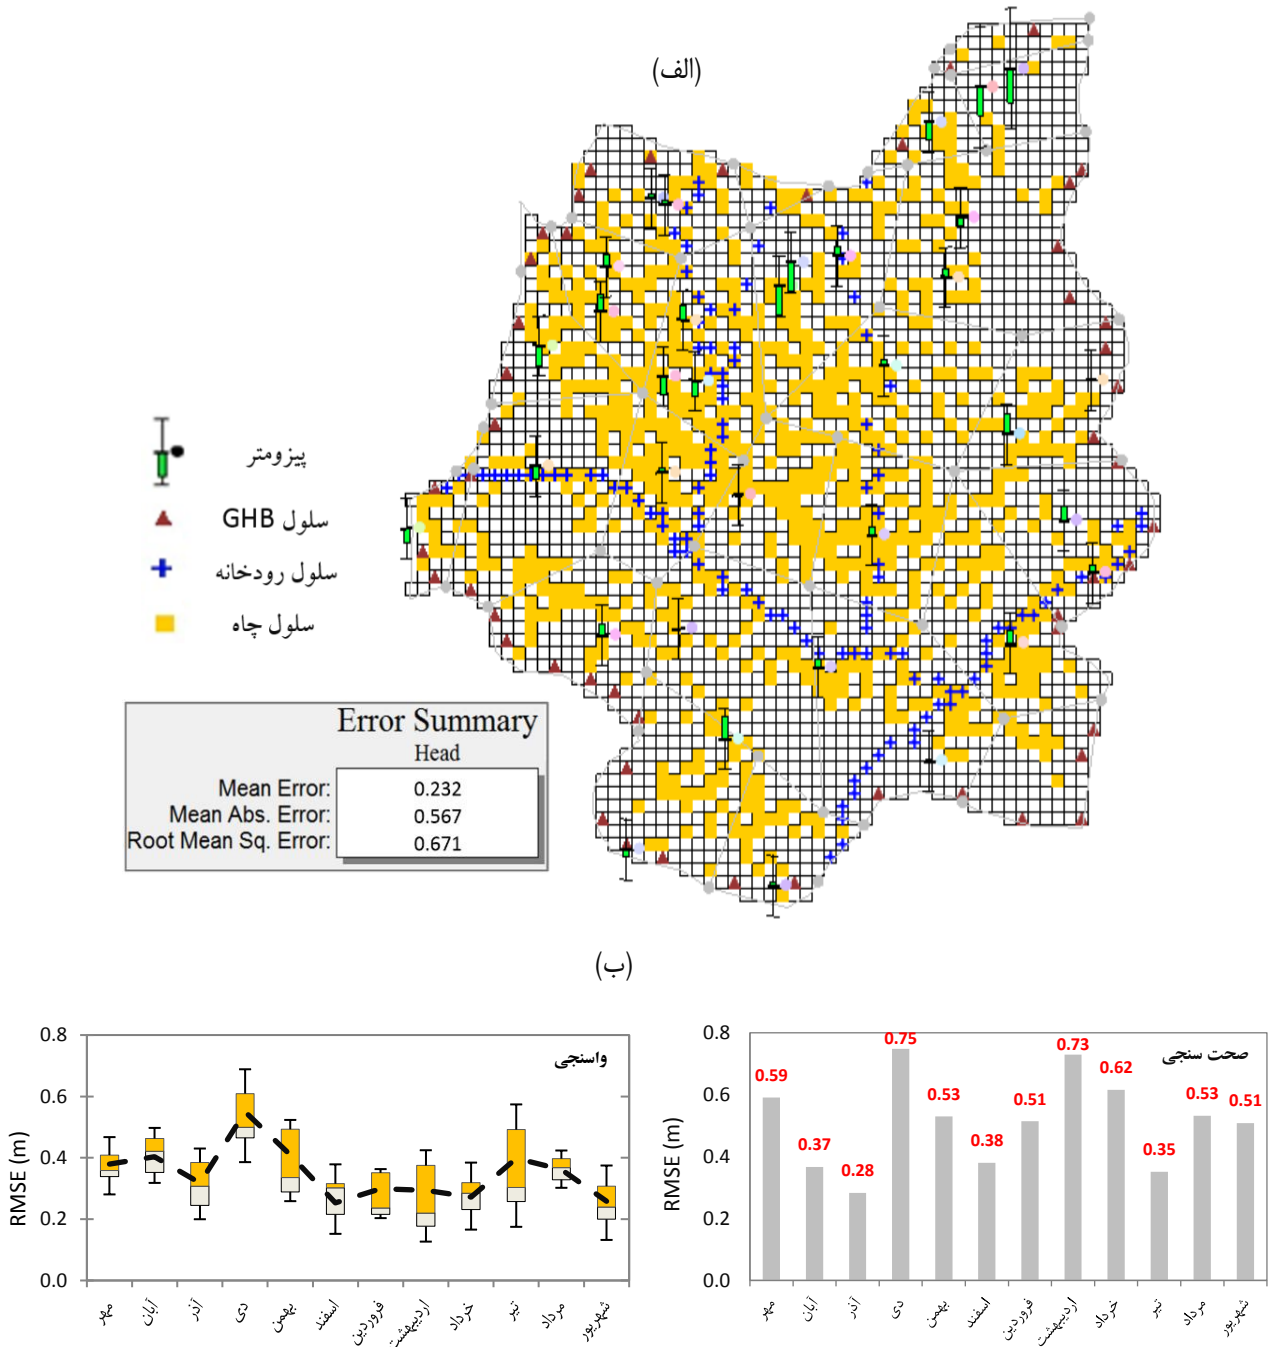 (الف)
پیزومتر
سلول GHB
سلول رودخانه
سلول چاه
Error Summary
Head
Mean Error: 0.232
Mean Abs. Error: 0.567
Root Mean Sq. Error: 0.671
(ب)
واسنجی
RMSE (m)
0.8
0.6
0.4
0.2
0.0
مهر
آبان
آذر
دی
بهمن
اسفند
فروردین
اردیبهشت
خرداد
تیر
مرداد
شهریور
صحت سنجی
RMSE (m)
0.8
0.6
0.4
0.2
0.0
0.59
0.37
0.28
0.75
0.53
0.38
0.51
0.73
0.62
0.35
0.53
0.51
مهر
آبان
آذر
دی
بهمن
اسفند
فروردین
اردیبهشت
خرداد
تیر
مرداد
شهریور